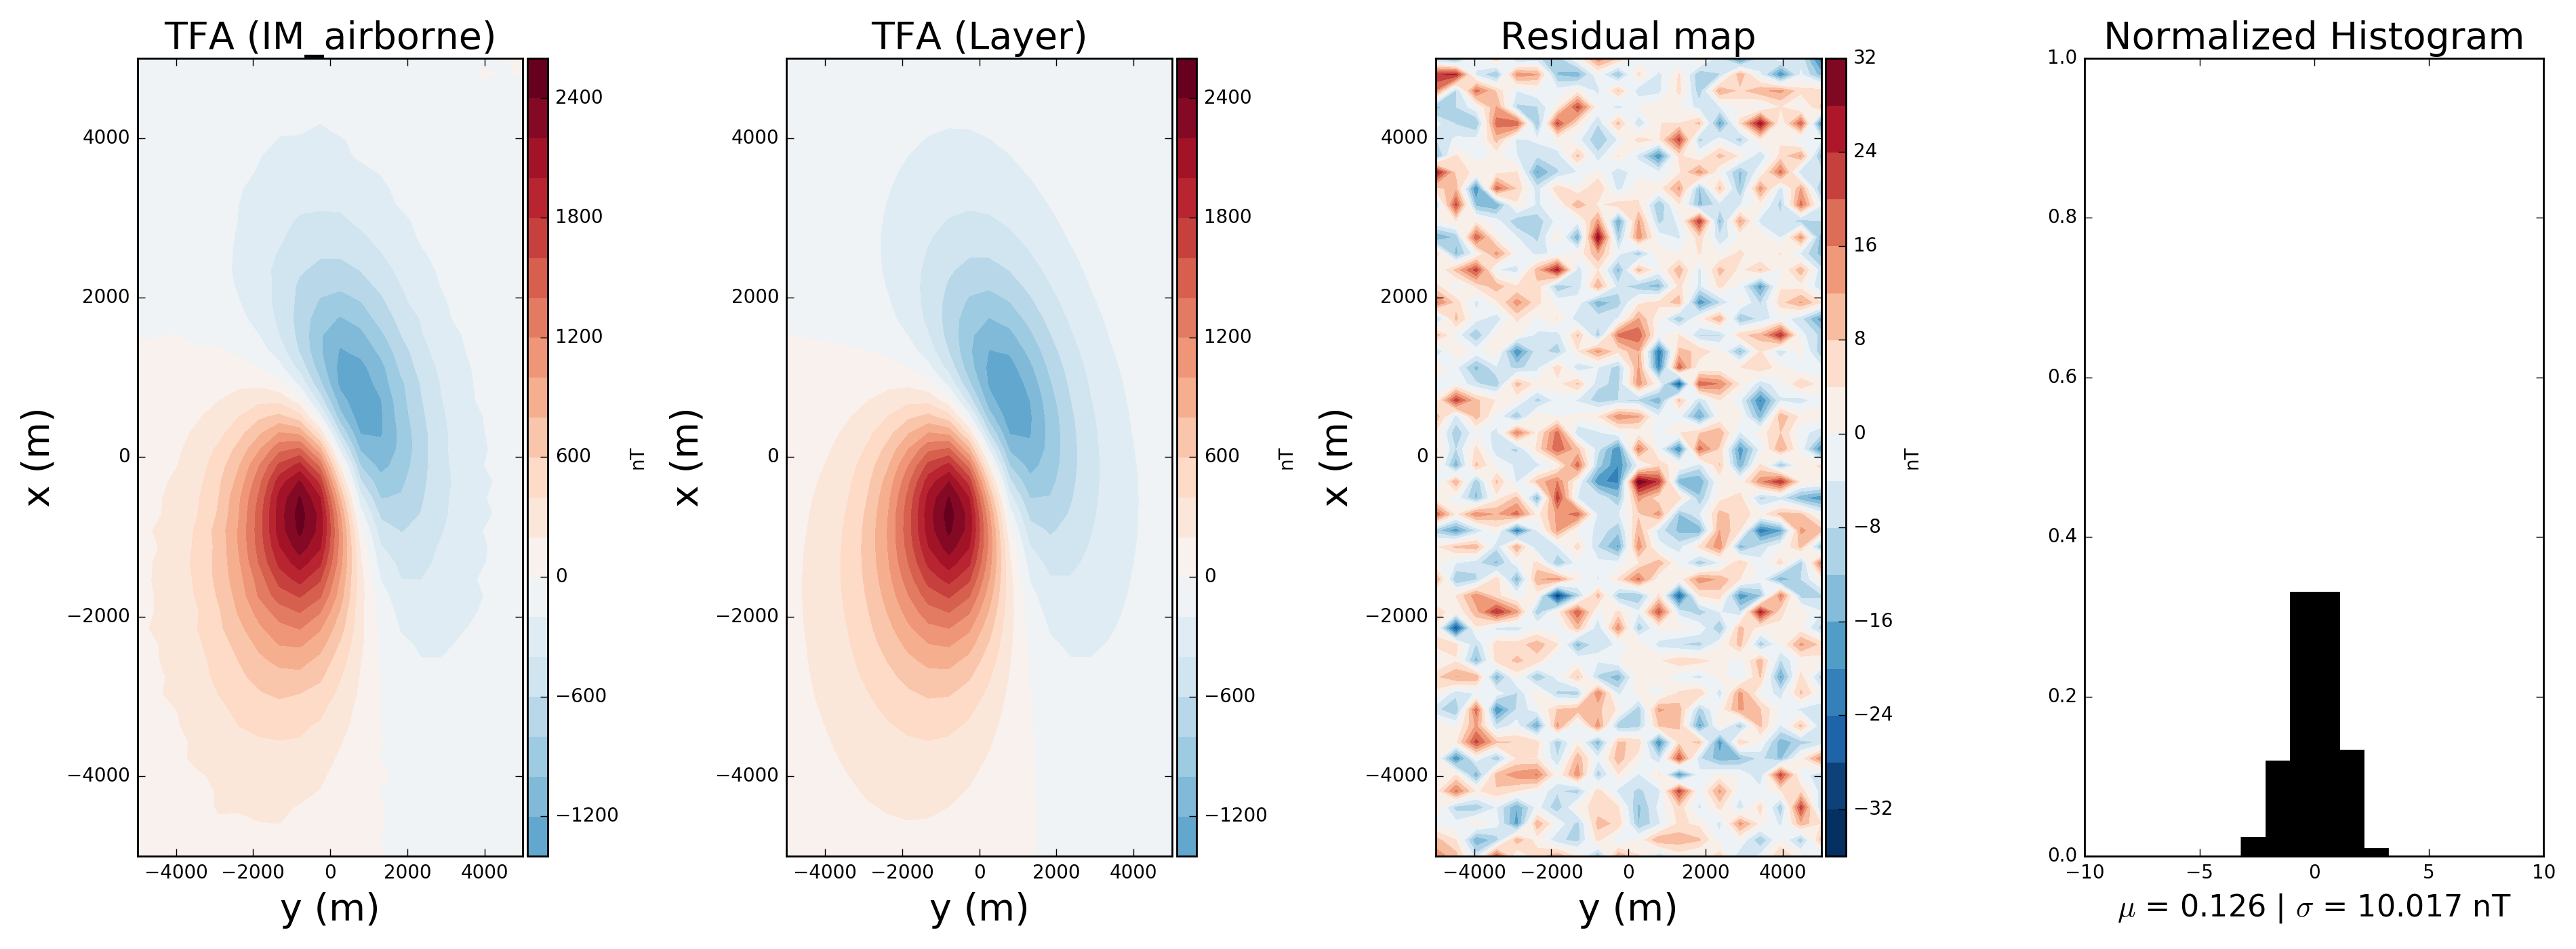 TFA (IM_airborne)
4000
2000
0
−2000
−4000
x (m)
−4000 −2000 0 2000 4000
y (m)
2400
1800
1200
600
0
−600
−1200
nT
TFA (Layer)
4000
2000
0
−2000
−4000
x (m)
−4000 −2000 0 2000 4000
y (m)
2400
1800
1200
600
0
−600
−1200
nT
Residual map
4000
2000
0
−2000
−4000
x (m)
−4000 −2000 0 2000 4000
y (m)
32
24
16
8
0
−8
−16
−24
−32
nT
Normalized Histogram
1.0
0.8
0.6
0.4
0.2
0.0
−10 −5 0 5 10
μ = 0.126 | σ = 10.017 nT